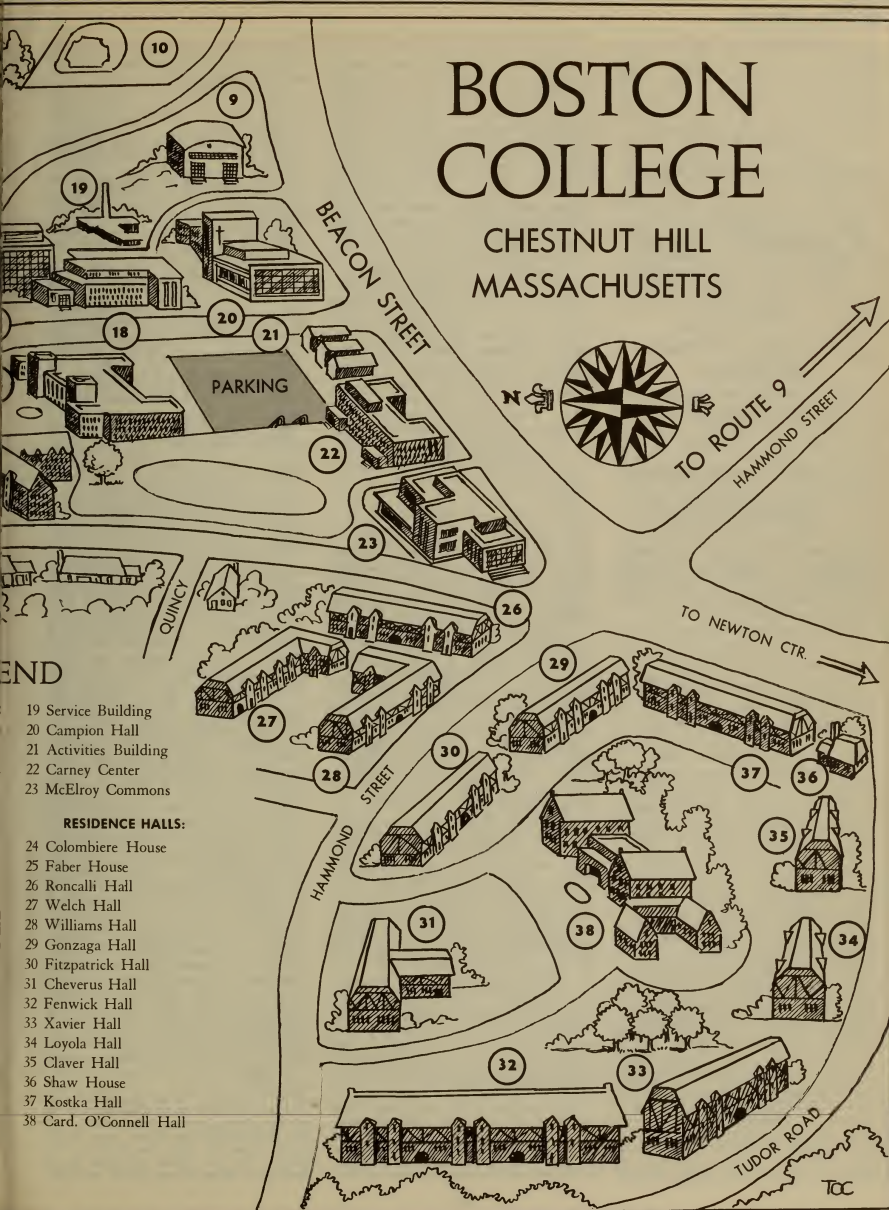 BOSTON
COLLEGE
CHESTNUT HILL
MASSACHUSETTS
10
9
19
BEACON STREET
20
18
21
PARKING
N
TO ROUTE 9
HAMMOND STREET
22
23
QUINCY
26
TO NEWTON CTR.
29
27
28
30
37
36
HAMMOND STREET
35
31
38
34
32
33
TUDOR ROAD
TOC
END
19 Service Building
20 Campion Hall
21 Activities Building
22 Carney Center
23 McElroy Commons
RESIDENCE HALLS:
24 Colombiere House
25 Faber House
26 Roncalli Hall
27 Welch Hall
28 Williams Hall
29 Gonzaga Hall
30 Fitzpatrick Hall
31 Cheverus Hall
32 Fenwick Hall
33 Xavier Hall
34 Loyola Hall
35 Claver Hall
36 Shaw House
37 Kostka Hall
38 Card. O'Connell Hall